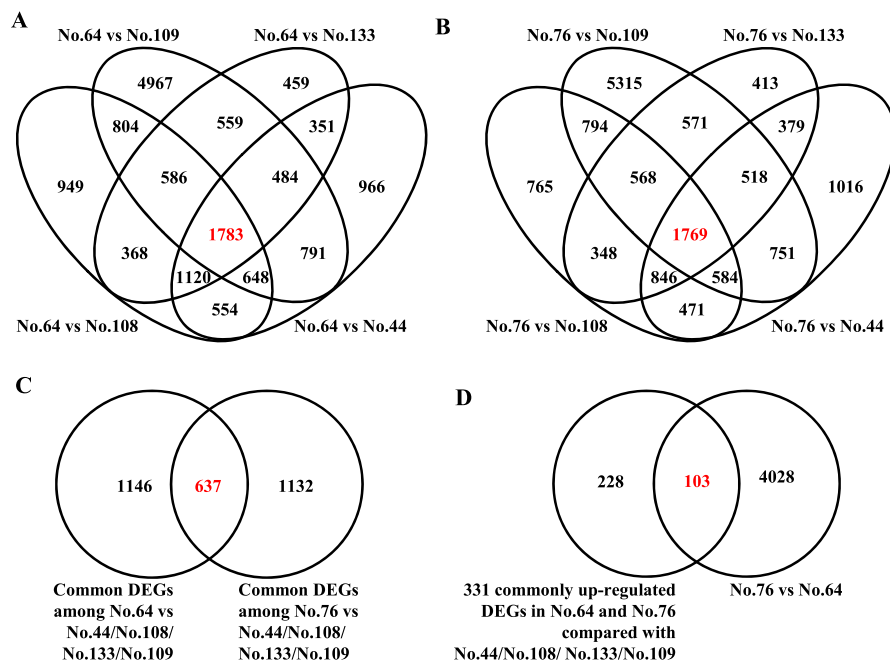 A
No.64 vs No.109
No.64 vs No.133
4967
459
804
559
351
949
586
484
966
1783
368
791
1120
648
554
No.64 vs No.108
No.64 vs No.44
B
No.76 vs No.109
No.76 vs No.133
5315
413
794
571
379
765
568
518
1016
1769
348
751
846
584
471
No.76 vs No.108
No.76 vs No.44
C
1146
637
1132
Common DEGs
among No.64 vs
No.44/No.108/
No.133/No.109
Common DEGs
among No.76 vs
No.44/No.108/
No.133/No.109
D
228
103
4028
331 commonly up-regulated
DEGs in No.64 and No.76
compared with
No.44/No.108/ No.133/No.109
No.76 vs No.64